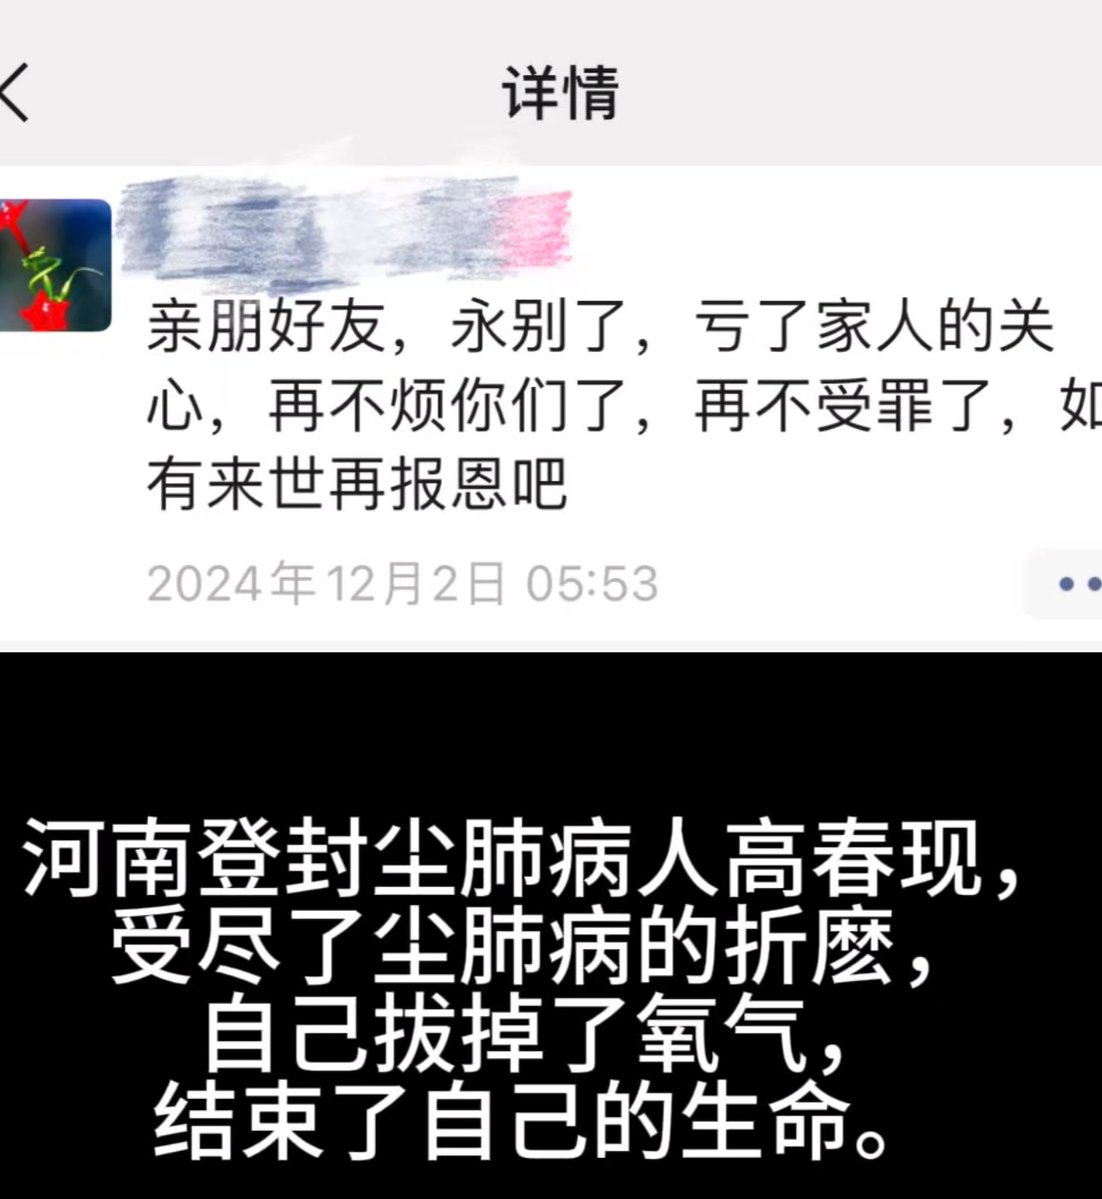 详情
亲朋好友，永别了，亏了家人的关
心，再不烦你们了，再不受罪了，如
有来世再报恩吧
2024年12月2日 05:53
河南登封尘肺病人高春现，
受尽了尘肺病的折麽，
自己拔掉了氧气，
结束了自己的生命。